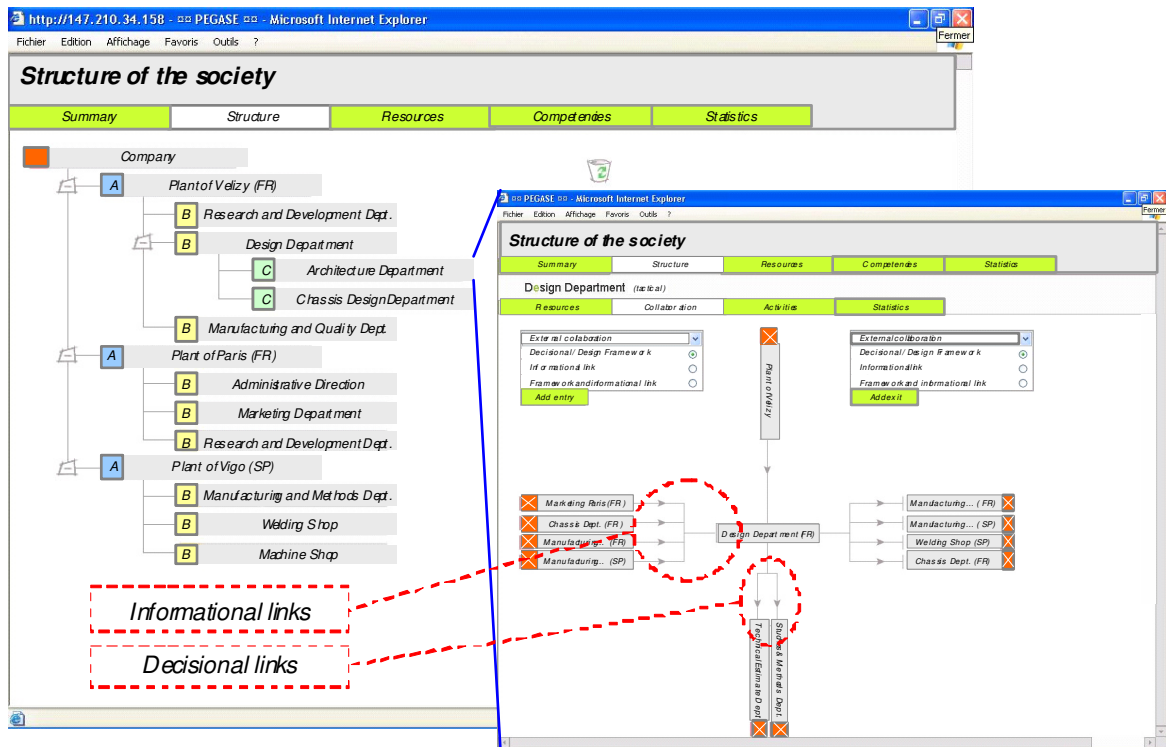 http://147.210.34.158 - ¤¤ PEGASE ¤¤ - Microsoft Internet Explorer
Fermer
Fichier Edition Affichage Favoris Outils ?
Structure of the society
Summary Structure Resources Competencies Statistics
Company
A Plant of Velizy (FR)
B Research and Development Dept.
B Design Department
C Architecture Department
C Chassis Design Department
B Manufacturing and Quality Dept.
A Plant of Paris (FR)
B Administrative Direction
B Marketing Department
B Research and Development Dept.
A Plant of Vigo (SP)
B Manufacturing and Methods Dept.
B Welding Shop
B Machine Shop
Informational links
Decisional links
¤¤ PEGASE ¤¤ - Microsoft Internet Explorer
Fermer
Fichier Edition Affichage Favoris Outils ?
Structure of the society
Summary Structure Resources Competencies Statistics
Design Department (tactical)
Resources Collaboration Activities Statistics
External colaboration
Decisional / Design Framework
Informational link
Framework and informational link
Add entry
External collboration
Decisional / Design Framework
Informational link
Framework and informational link
Add exit
Plant of Velizy
Marketing Paris (FR)
Chassis Dept. (FR)
Manufacturing... (FR)
Manufacturing... (SP)
Design Department FR)
Manufacturing... (FR)
Manufacturing... (SP)
Welding Shop (SP)
Chassis Dept. (FR)
Technical Estimate Dept
Studies & Methods Dept.